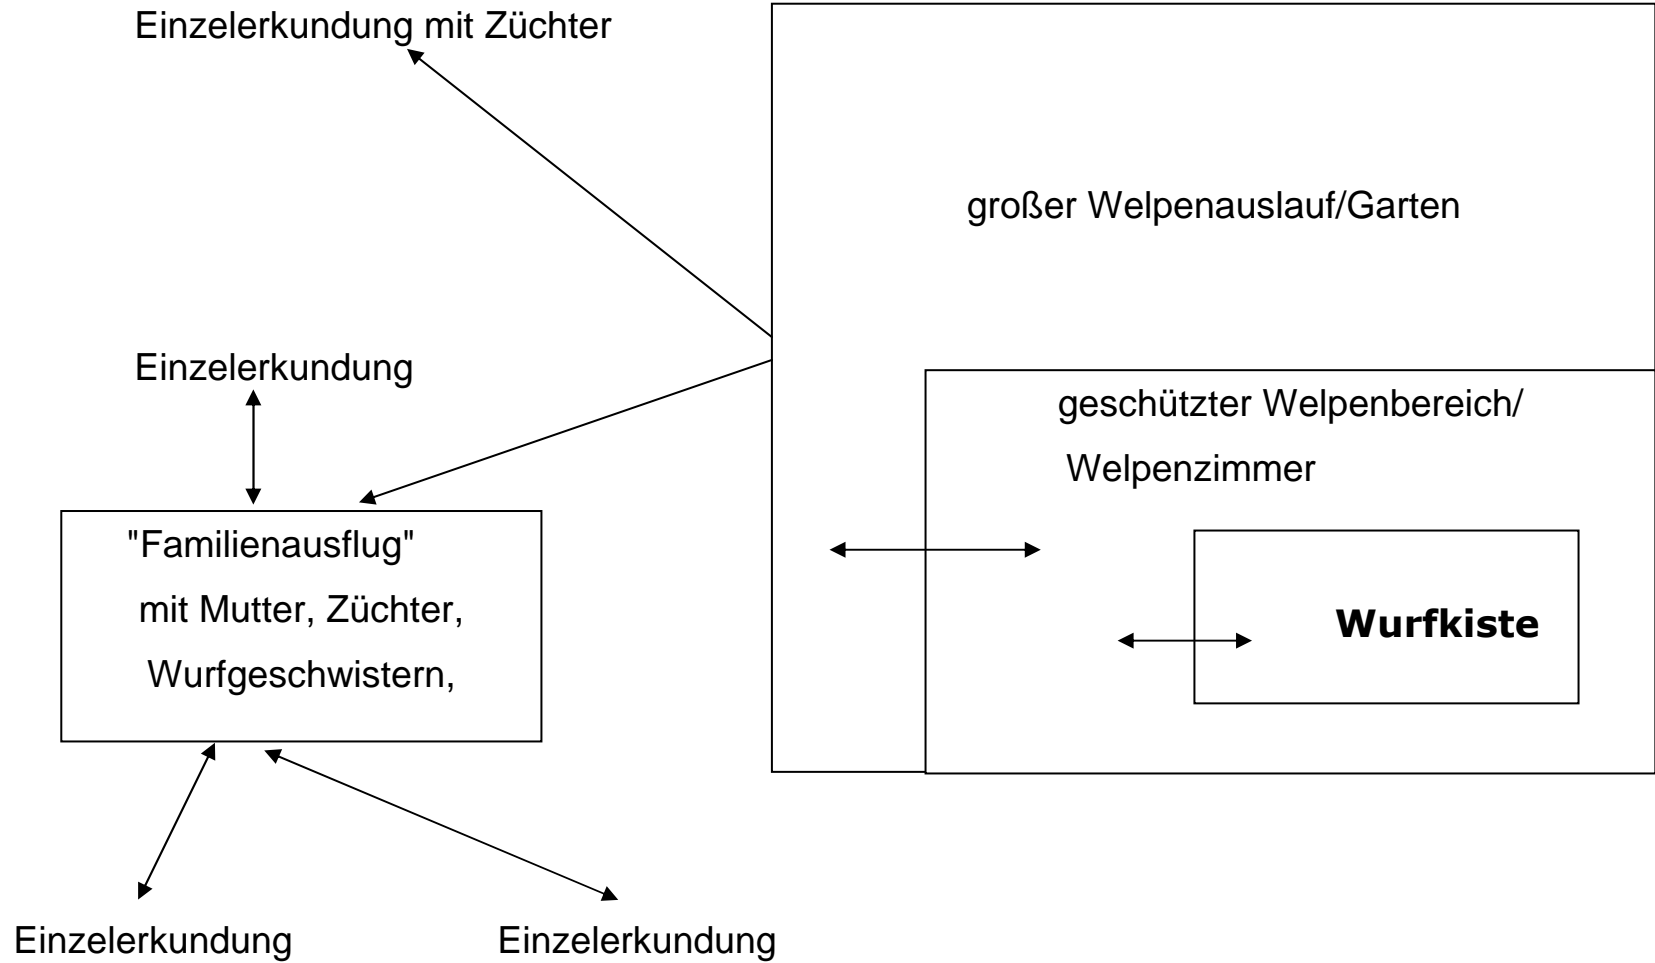 Einzelerkundung mit Züchter
großer Welpenauslauf/Garten
Einzelerkundung
geschützter Welpenbereich/
Welpenzimmer
"Familienausflug"
mit Mutter, Züchter,
Wurfgeschwistern,
Wurfkiste
Einzelerkundung
Einzelerkundung